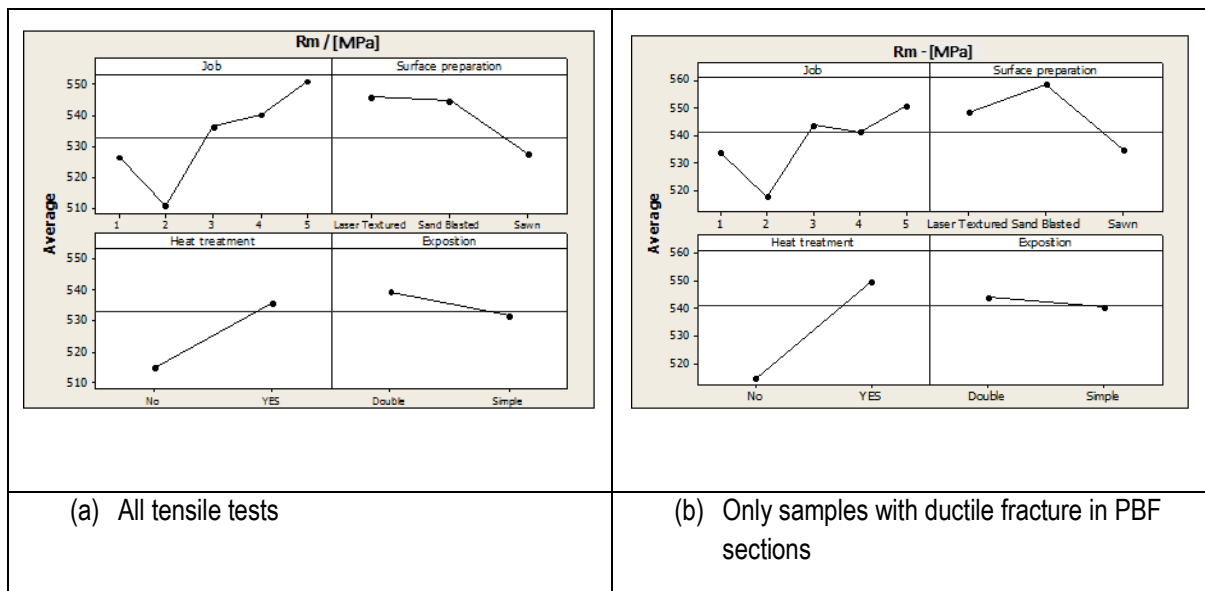 Rm / [MPa]
Job
Surface preparation
550
540
530
520
510
1
2
3
4
5
Laser Textured
Sand Blasted
Sawn
Heat treatment
Exposition
550
540
530
520
510
No
YES
Double
Simple
Average
Average
Rm - [MPa]
Job
Surface preparation
560
550
540
530
520
1
2
3
4
5
Laser Textured
Sand Blasted
Sawn
Heat treatment
Exposition
560
550
540
530
520
No
YES
Double
Simple
Average
Average
(a) All tensile tests
(b) Only samples with ductile fracture in PBF
sections